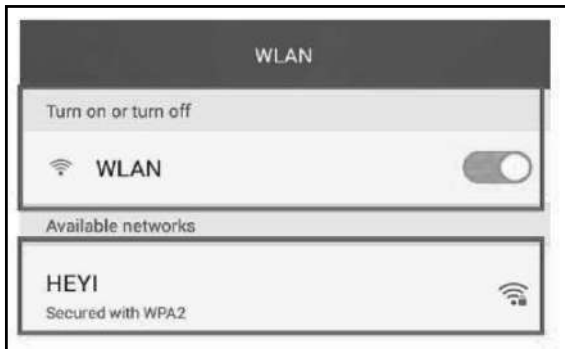 WLAN
Turn on or turn off
WLAN
Available networks
HEYI
Secured with WPA2